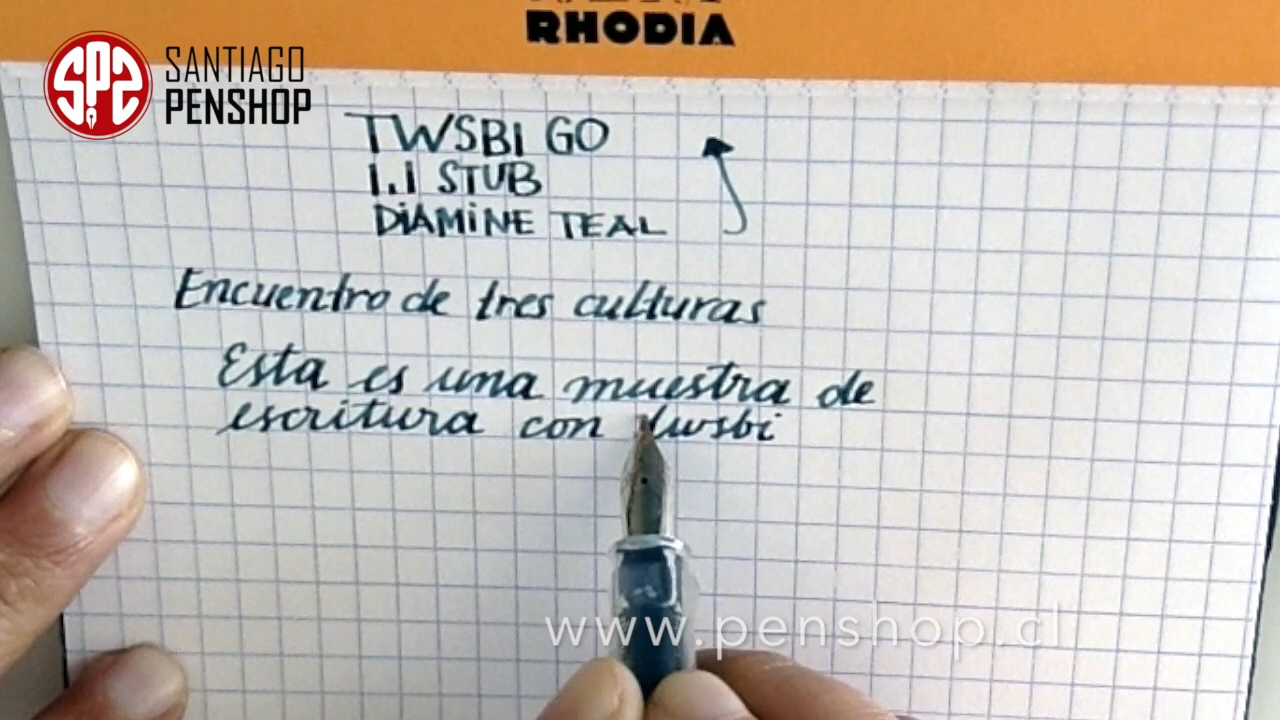 RHODIA
SANTIAGO
PENSHOP
TWSBI GO
1.1 STUB
DIAMINE TEAL
Encuentro de tres culturas
Esta es una muestra de
escritura con twsbi
www.penshop.cl